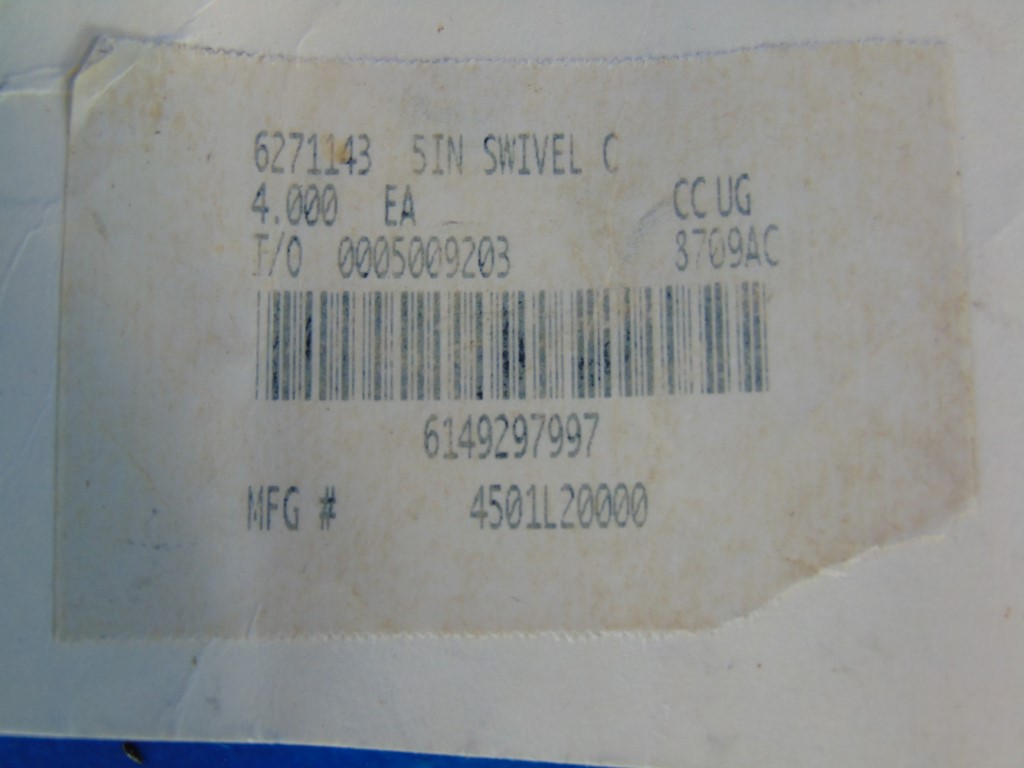 6271143 5IN SWIVEL C
4.000 EA CC UG
T/O 0005009203 8709AC
6149297997
MFG # 4501L20000